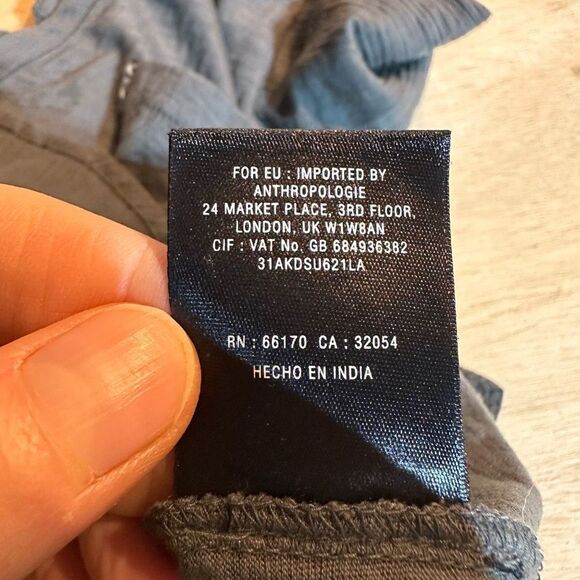 FOR EU : IMPORTED BY
ANTHROPOLOGIE
24 MARKET PLACE, 3RD FLOOR,
LONDON, UK W1W8AN
CIF : VAT No. GB 684936382
31AKDSU621LA
RN : 66170 CA : 32054
HECHO EN INDIA